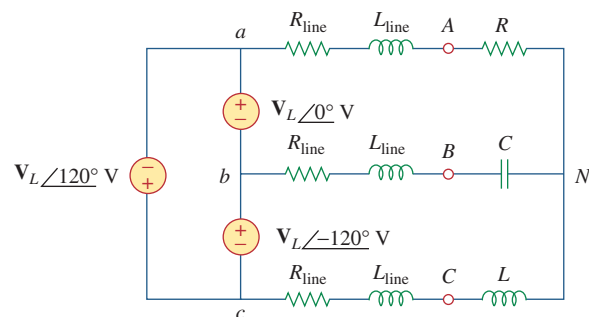 R_line L_line A R
a
+
−
V_L∠0° V
R_line L_line B C
V_L∠120° V
−
+
b
N
+
−
V_L∠−120° V
R_line L_line C L
c